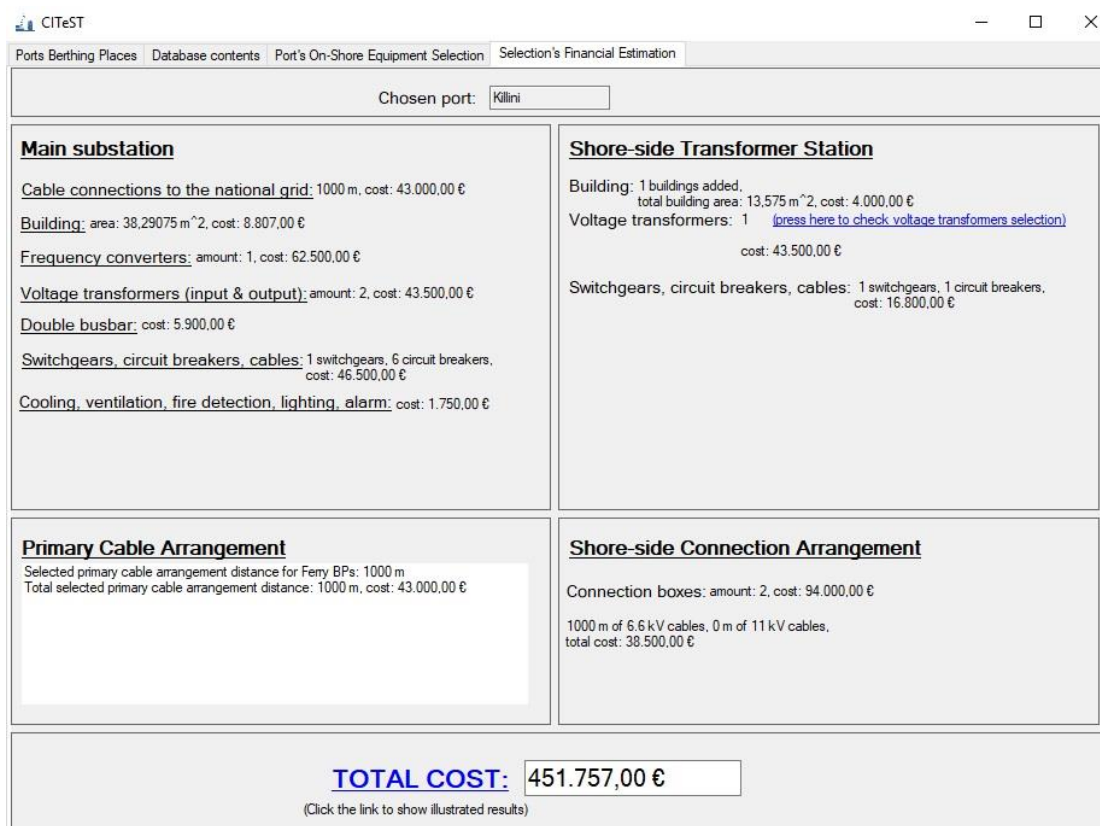 CITeST
Ports Berthing Places Database contents Port's On-Shore Equipment Selection Selection's Financial Estimation
Chosen port: Killini
Main substation
Cable connections to the national grid: 1000 m, cost: 43.000,00 €
Building: area: 38,29075 m^2, cost: 8.807,00 €
Frequency converters: amount: 1, cost: 62.500,00 €
Voltage transformers (input & output): amount: 2, cost: 43.500,00 €
Double busbar: cost: 5.900,00 €
Switchgears, circuit breakers, cables: 1 switchgears, 6 circuit breakers,
cost: 46.500,00 €
Cooling, ventilation, fire detection, lighting, alarm: cost: 1.750,00 €
Shore-side Transformer Station
Building: 1 buildings added,
total building area: 13,575 m^2, cost: 4.000,00 €
Voltage transformers: 1 (press here to check voltage transformers selection)
cost: 43.500,00 €
Switchgears, circuit breakers, cables: 1 switchgears, 1 circuit breakers,
cost: 16.800,00 €
Primary Cable Arrangement
Selected primary cable arrangement distance for Ferry BPs: 1000 m
Total selected primary cable arrangement distance: 1000 m, cost: 43.000,00 €
Shore-side Connection Arrangement
Connection boxes: amount: 2, cost: 94.000,00 €
1000 m of 6.6 kV cables, 0 m of 11 kV cables,
total cost: 38.500,00 €
TOTAL COST: 451.757,00 €
(Click the link to show illustrated results)